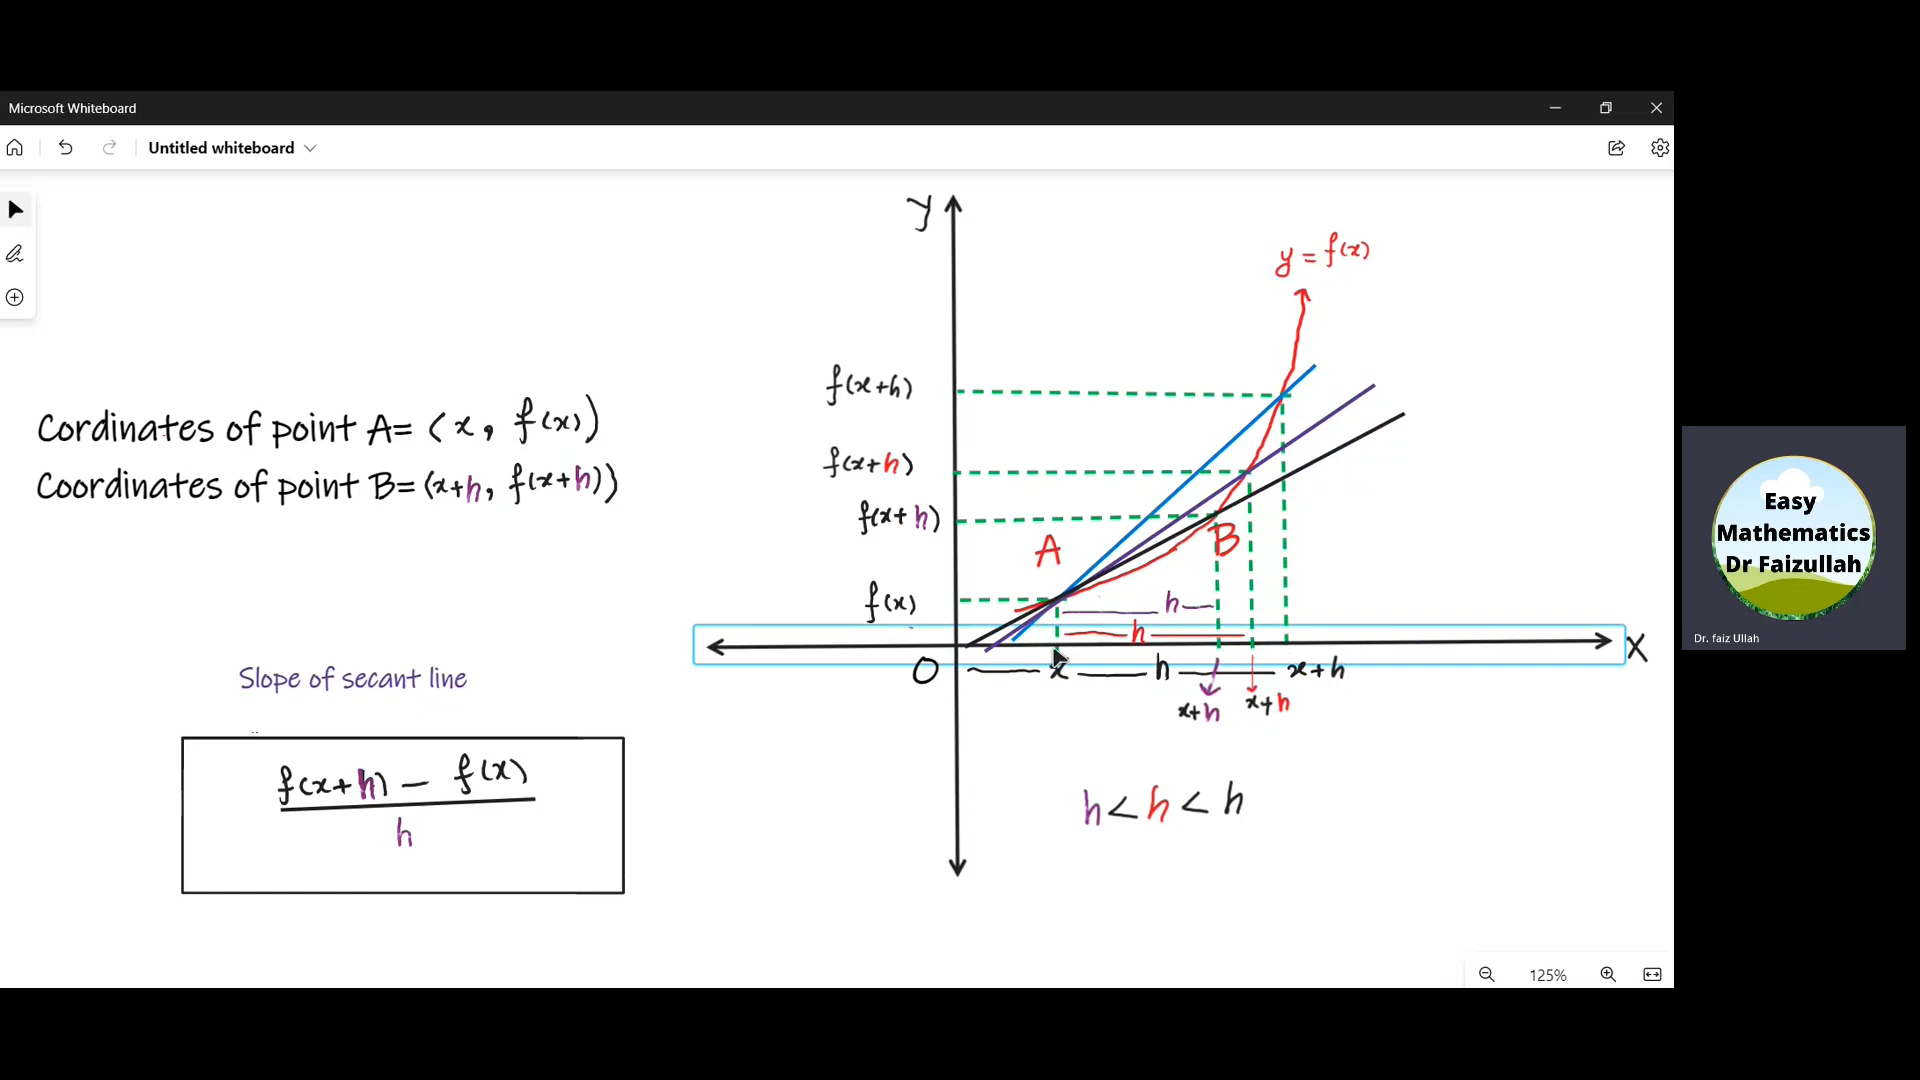 Microsoft Whiteboard
Untitled whiteboard
y
y = f(x)
f(x+h)
Cordinates of point A= (x, f(x))
f(x+h)
Coordinates of point B= (x+h, f(x+h))
f(x+h)
A
B
f(x)
h
h
X
O
x
h
x+h
x+h
x+h
Slope of secant line
f(x+h) - f(x)
h
h < h < h
125%
Easy
Mathematics
Dr Faizullah
Dr. faiz Ullah